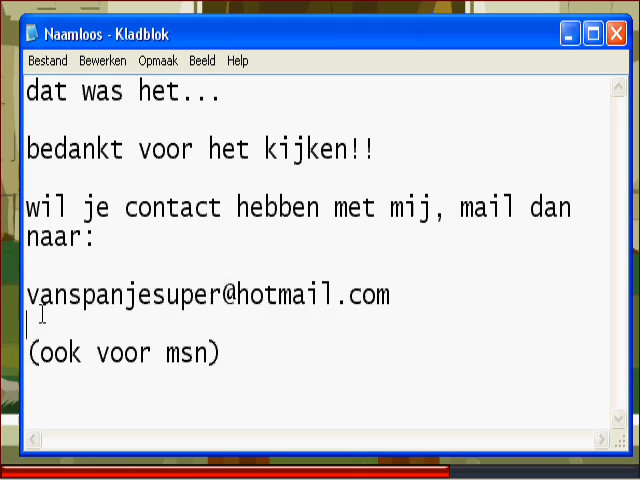 Naamloos - Kladblok
Bestand Bewerken Opmaak Beeld Help
dat was het...
bedankt voor het kijken!!
wil je contact hebben met mij, mail dan
naar:
vanspanjesuper@hotmail.com
(ook voor msn)